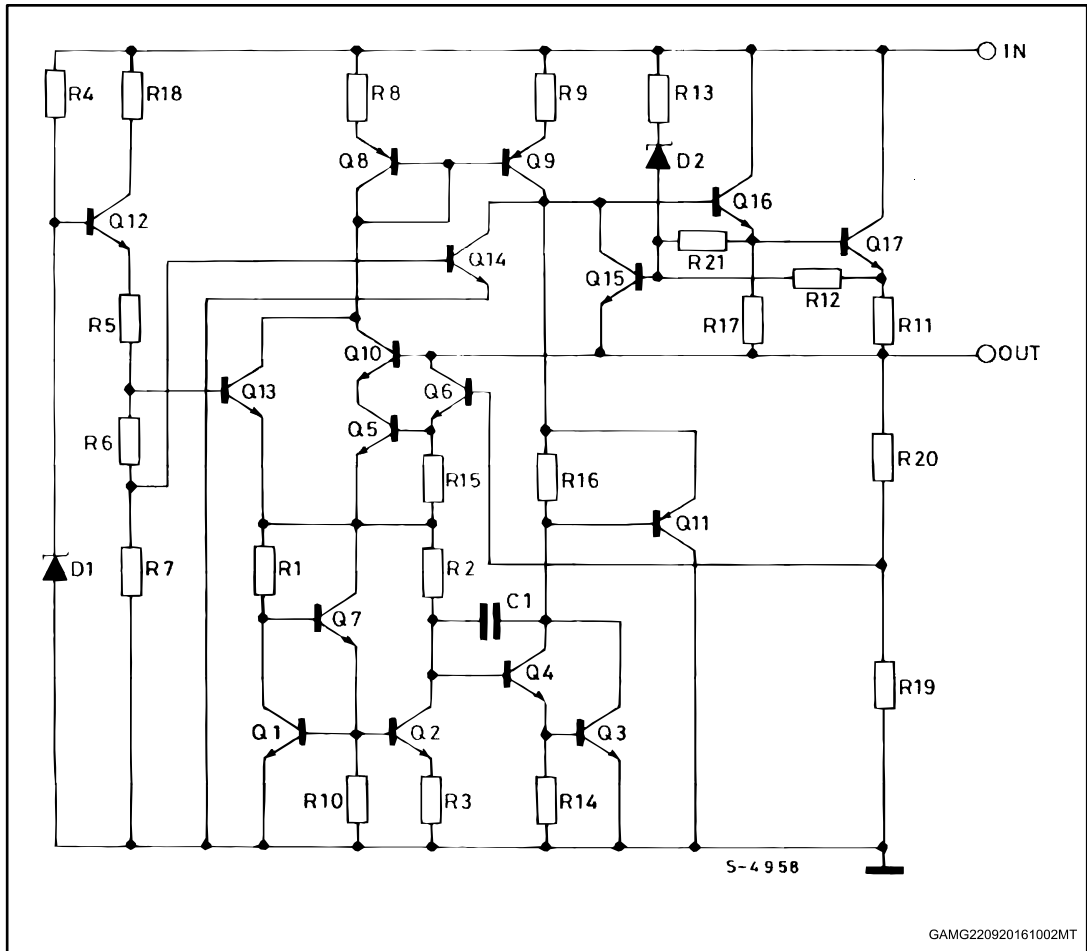 IN
R4
R18
R8
R9
R13
Q8
Q9
D2
Q12
Q16
Q14
Q17
R21
Q15
R12
R5
R17
R11
Q10
OUT
Q13
Q6
R6
Q5
R15
R16
R20
Q11
D1
R7
R1
R2
C1
Q7
Q4
R19
Q1
Q2
Q3
R10
R3
R14
S-4958
GAMG220920161002MT